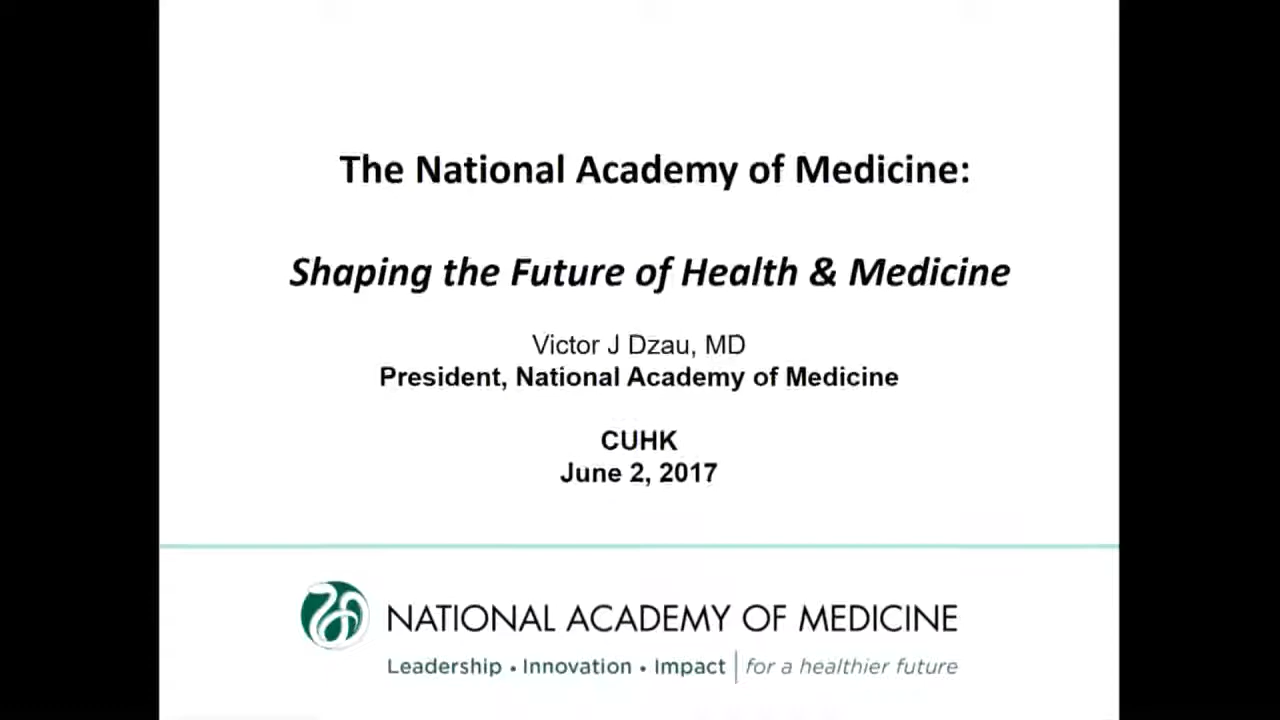 The National Academy of Medicine:
Shaping the Future of Health & Medicine
Victor J Dzau, MD
President, National Academy of Medicine
CUHK
June 2, 2017
NATIONAL ACADEMY OF MEDICINE
Leadership • Innovation • Impact | for a healthier future